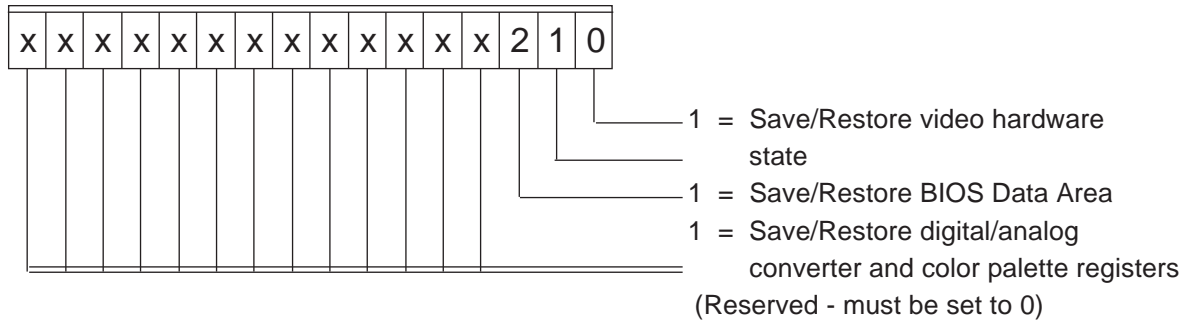 x x x x x x x x x x x x x 2 1 0
1 = Save/Restore video hardware
state
1 = Save/Restore BIOS Data Area
1 = Save/Restore digital/analog
converter and color palette registers
(Reserved - must be set to 0)